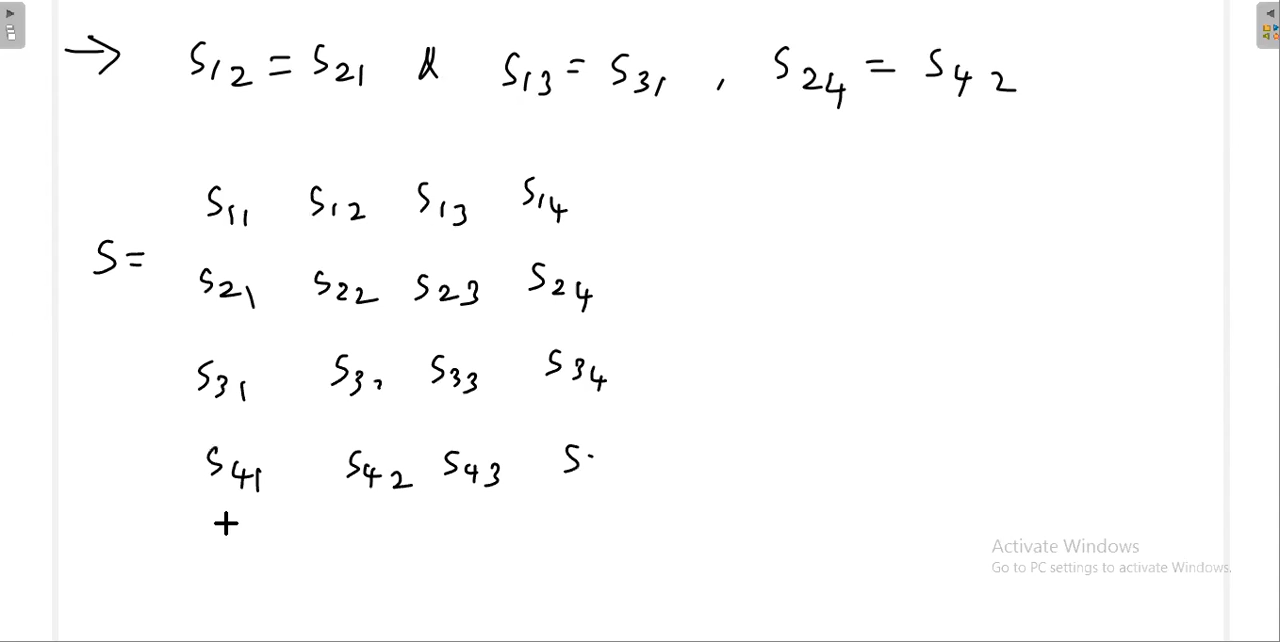 → S12 = S21 & S13 = S31 , S24 = S42
S11 S12 S13 S14
S =
S21 S22 S23 S24
S31 S3 S33 S34
S41 S42 S43 S
+
Activate Windows
Go to PC settings to activate Windows.